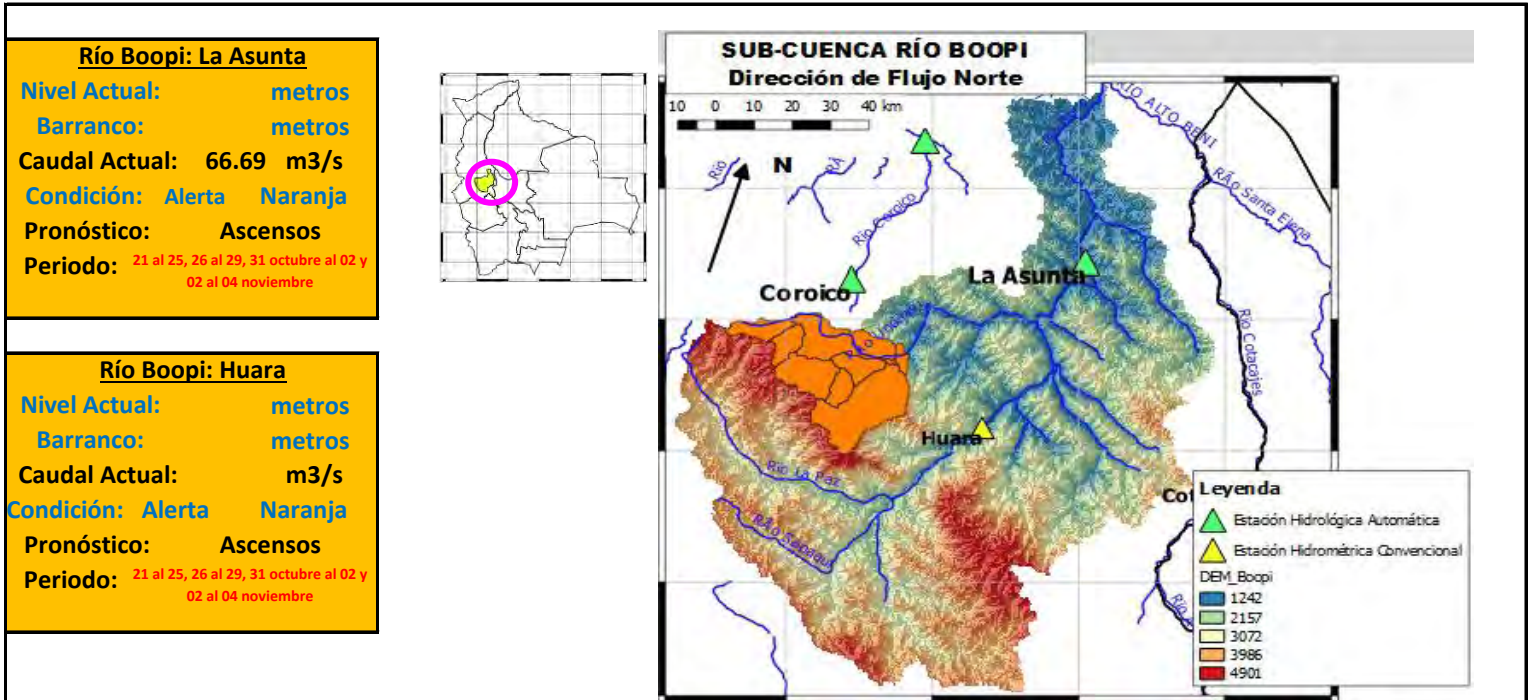 Río Boopi: La Asunta
Nivel Actual: metros
Barranco: metros
Caudal Actual: 66.69 m3/s
Condición: Alerta Naranja
Pronóstico: Ascensos
Periodo: 21 al 25, 26 al 29, 31 octubre al 02 y
02 al 04 noviembre
Río Boopi: Huara
Nivel Actual: metros
Barranco: metros
Caudal Actual: m3/s
Condición: Alerta Naranja
Pronóstico: Ascensos
Periodo: 21 al 25, 26 al 29, 31 octubre al 02 y
02 al 04 noviembre
SUB-CUENCA RÍO BOOPI
Dirección de Flujo Norte
10 0 10 20 30 40 km
N
RÍO ALTO BENI
Río
RÃ
RÃo Santa Elena
Río Coroico
Coroico
La Asunta
Río Cotacajes
Huara
Río La Paz
RÃo Sapaqui
Leyenda
Estación Hidrológica Automática
Estación Hidrométrica Convencional
DEM_Boopi
1242
2157
3072
3986
4901